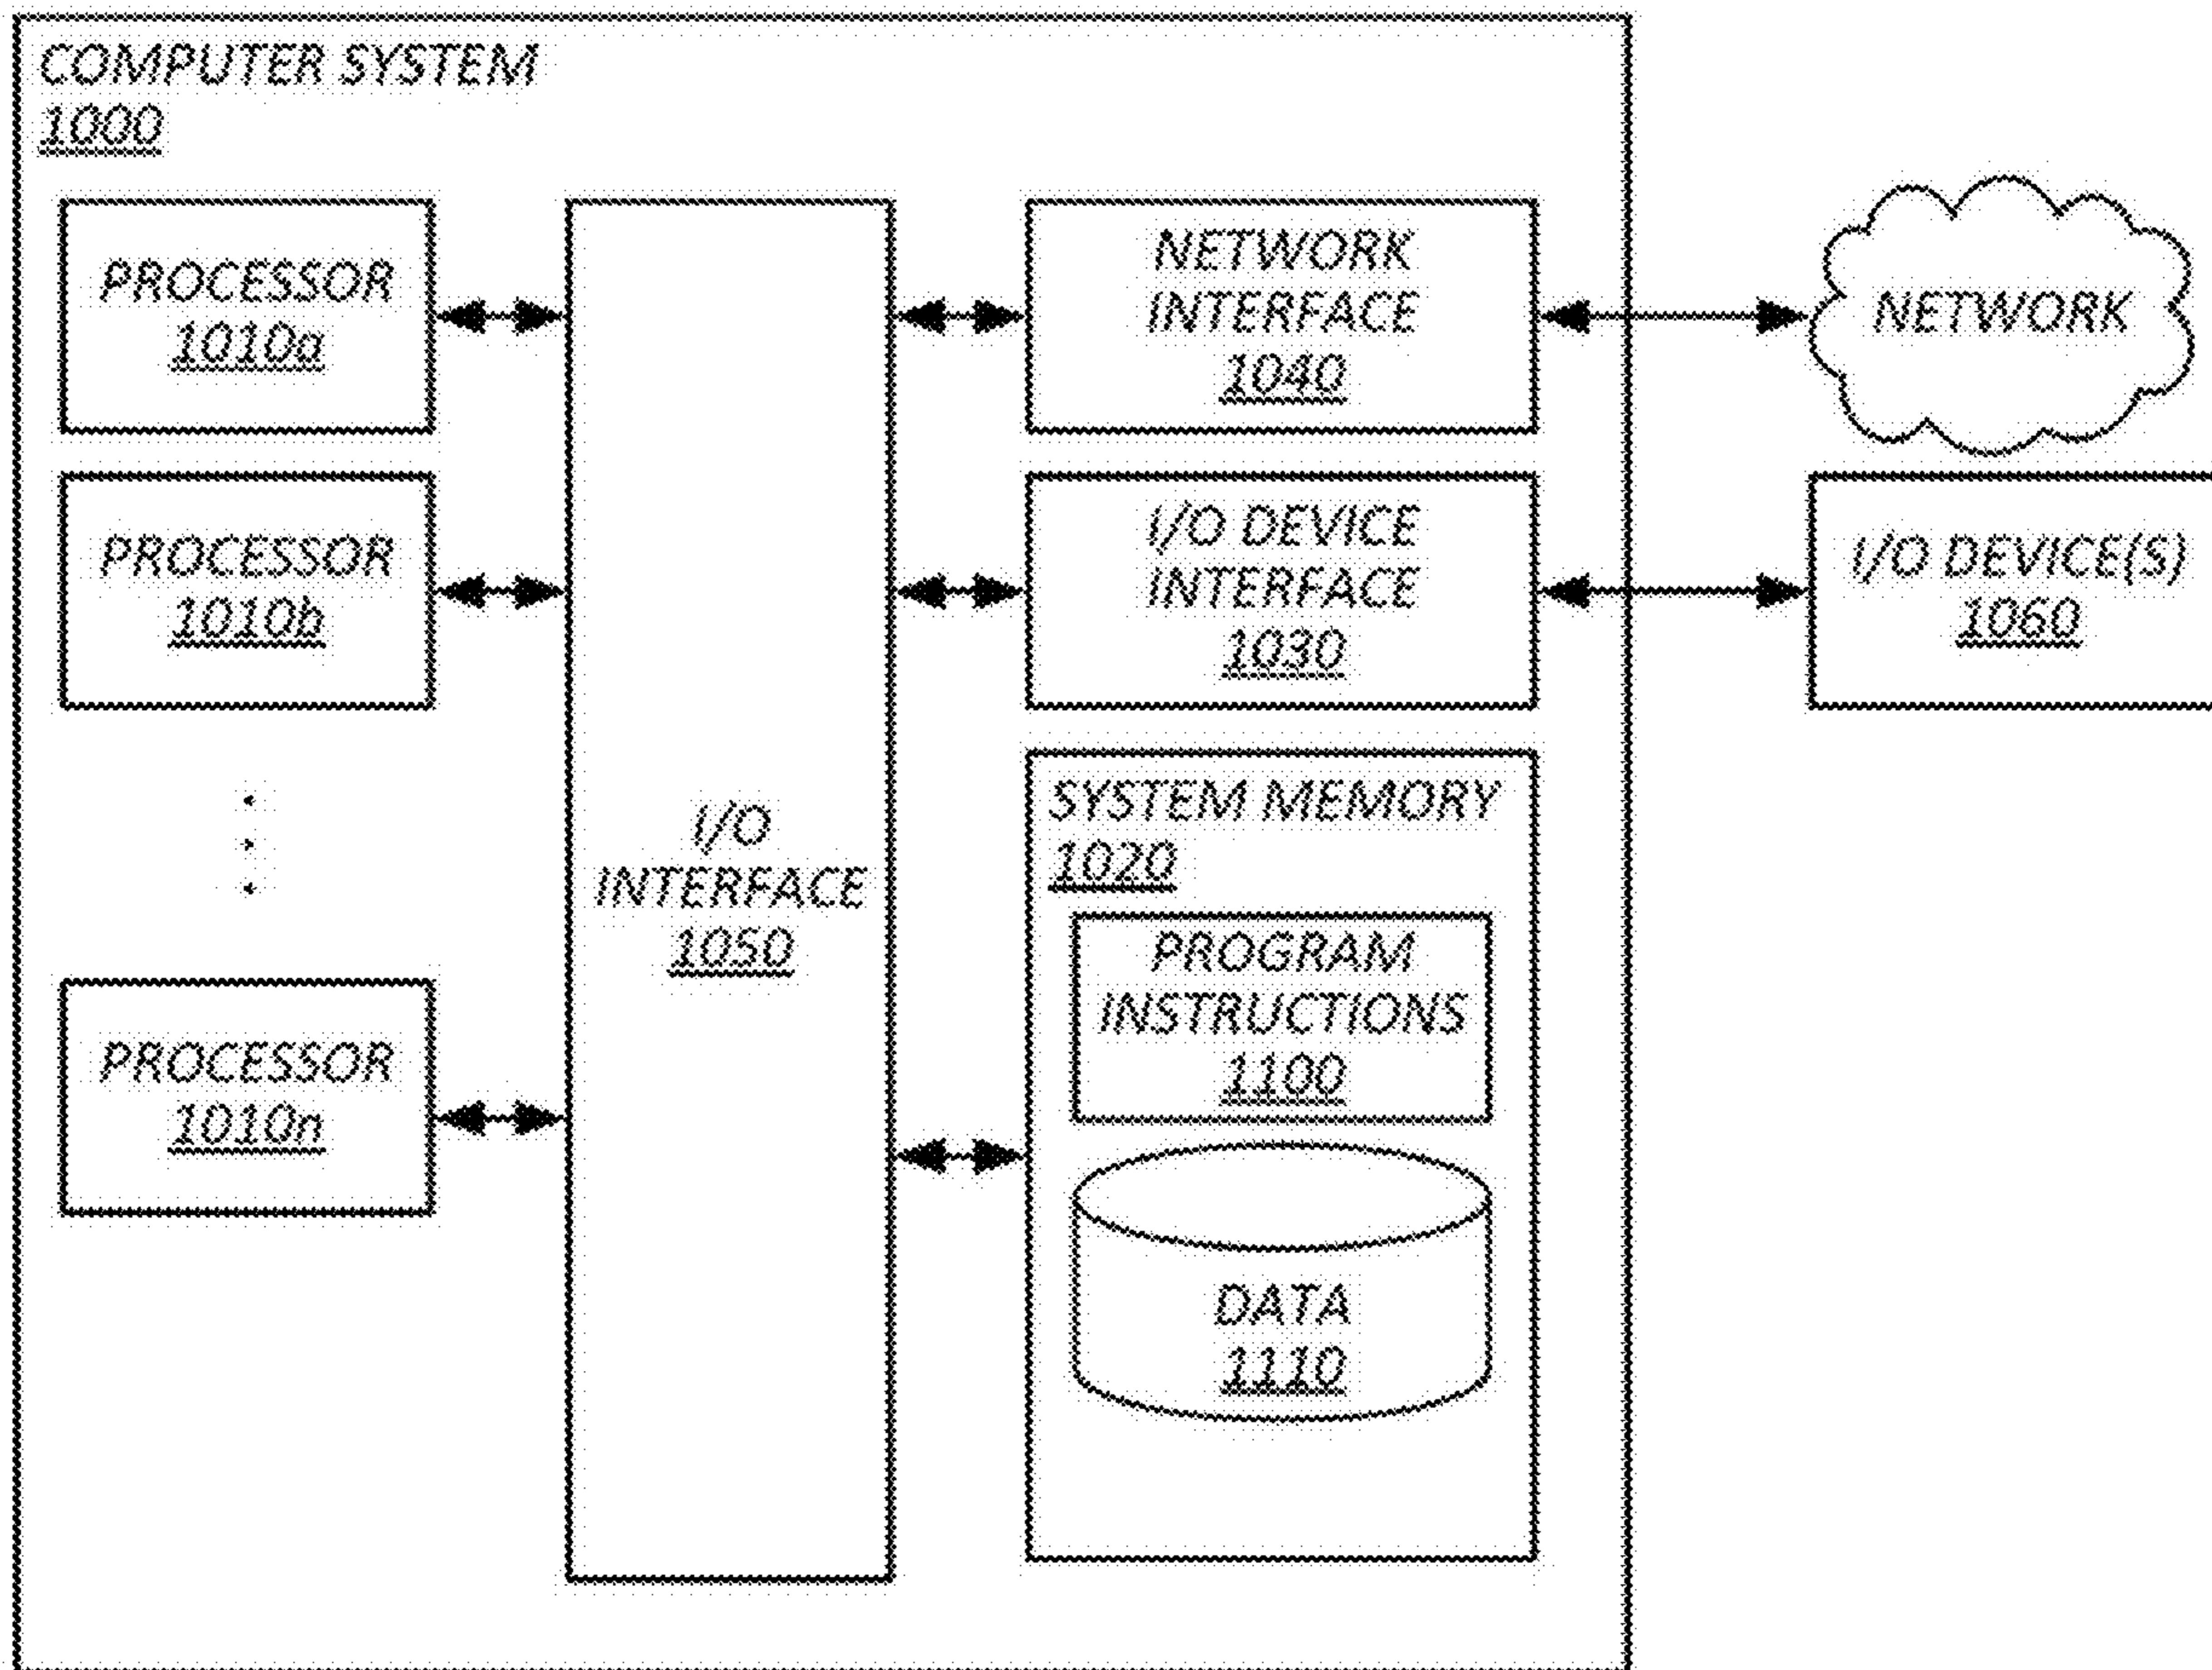 COMPUTER SYSTEM
1000
PROCESSOR
1010a
PROCESSOR
1010b
PROCESSOR
1010n
I/O
INTERFACE
1050
NETWORK
INTERFACE
1040
I/O DEVICE
INTERFACE
1030
SYSTEM MEMORY
1020
PROGRAM
INSTRUCTIONS
1100
DATA
1110
NETWORK
I/O DEVICE(S)
1060